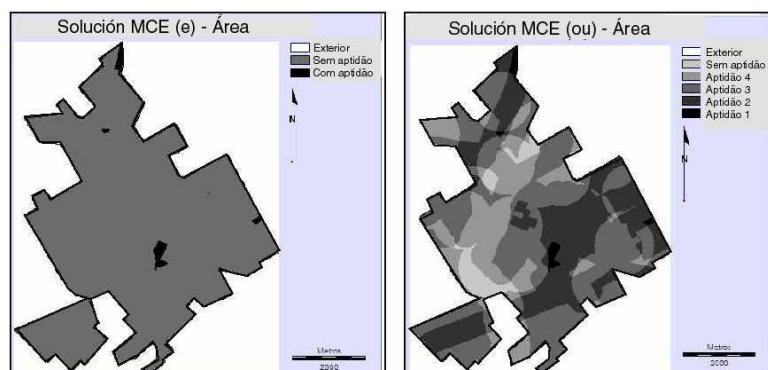 Solución MCE (e) - Área
Exterior
Sem aptidão
Com aptidão
N
Metros
2000
Solución MCE (ou) - Área
Exterior
Sem aptidão
Aptidão 4
Aptidão 3
Aptidão 2
Aptidão 1
N
Metros
2000